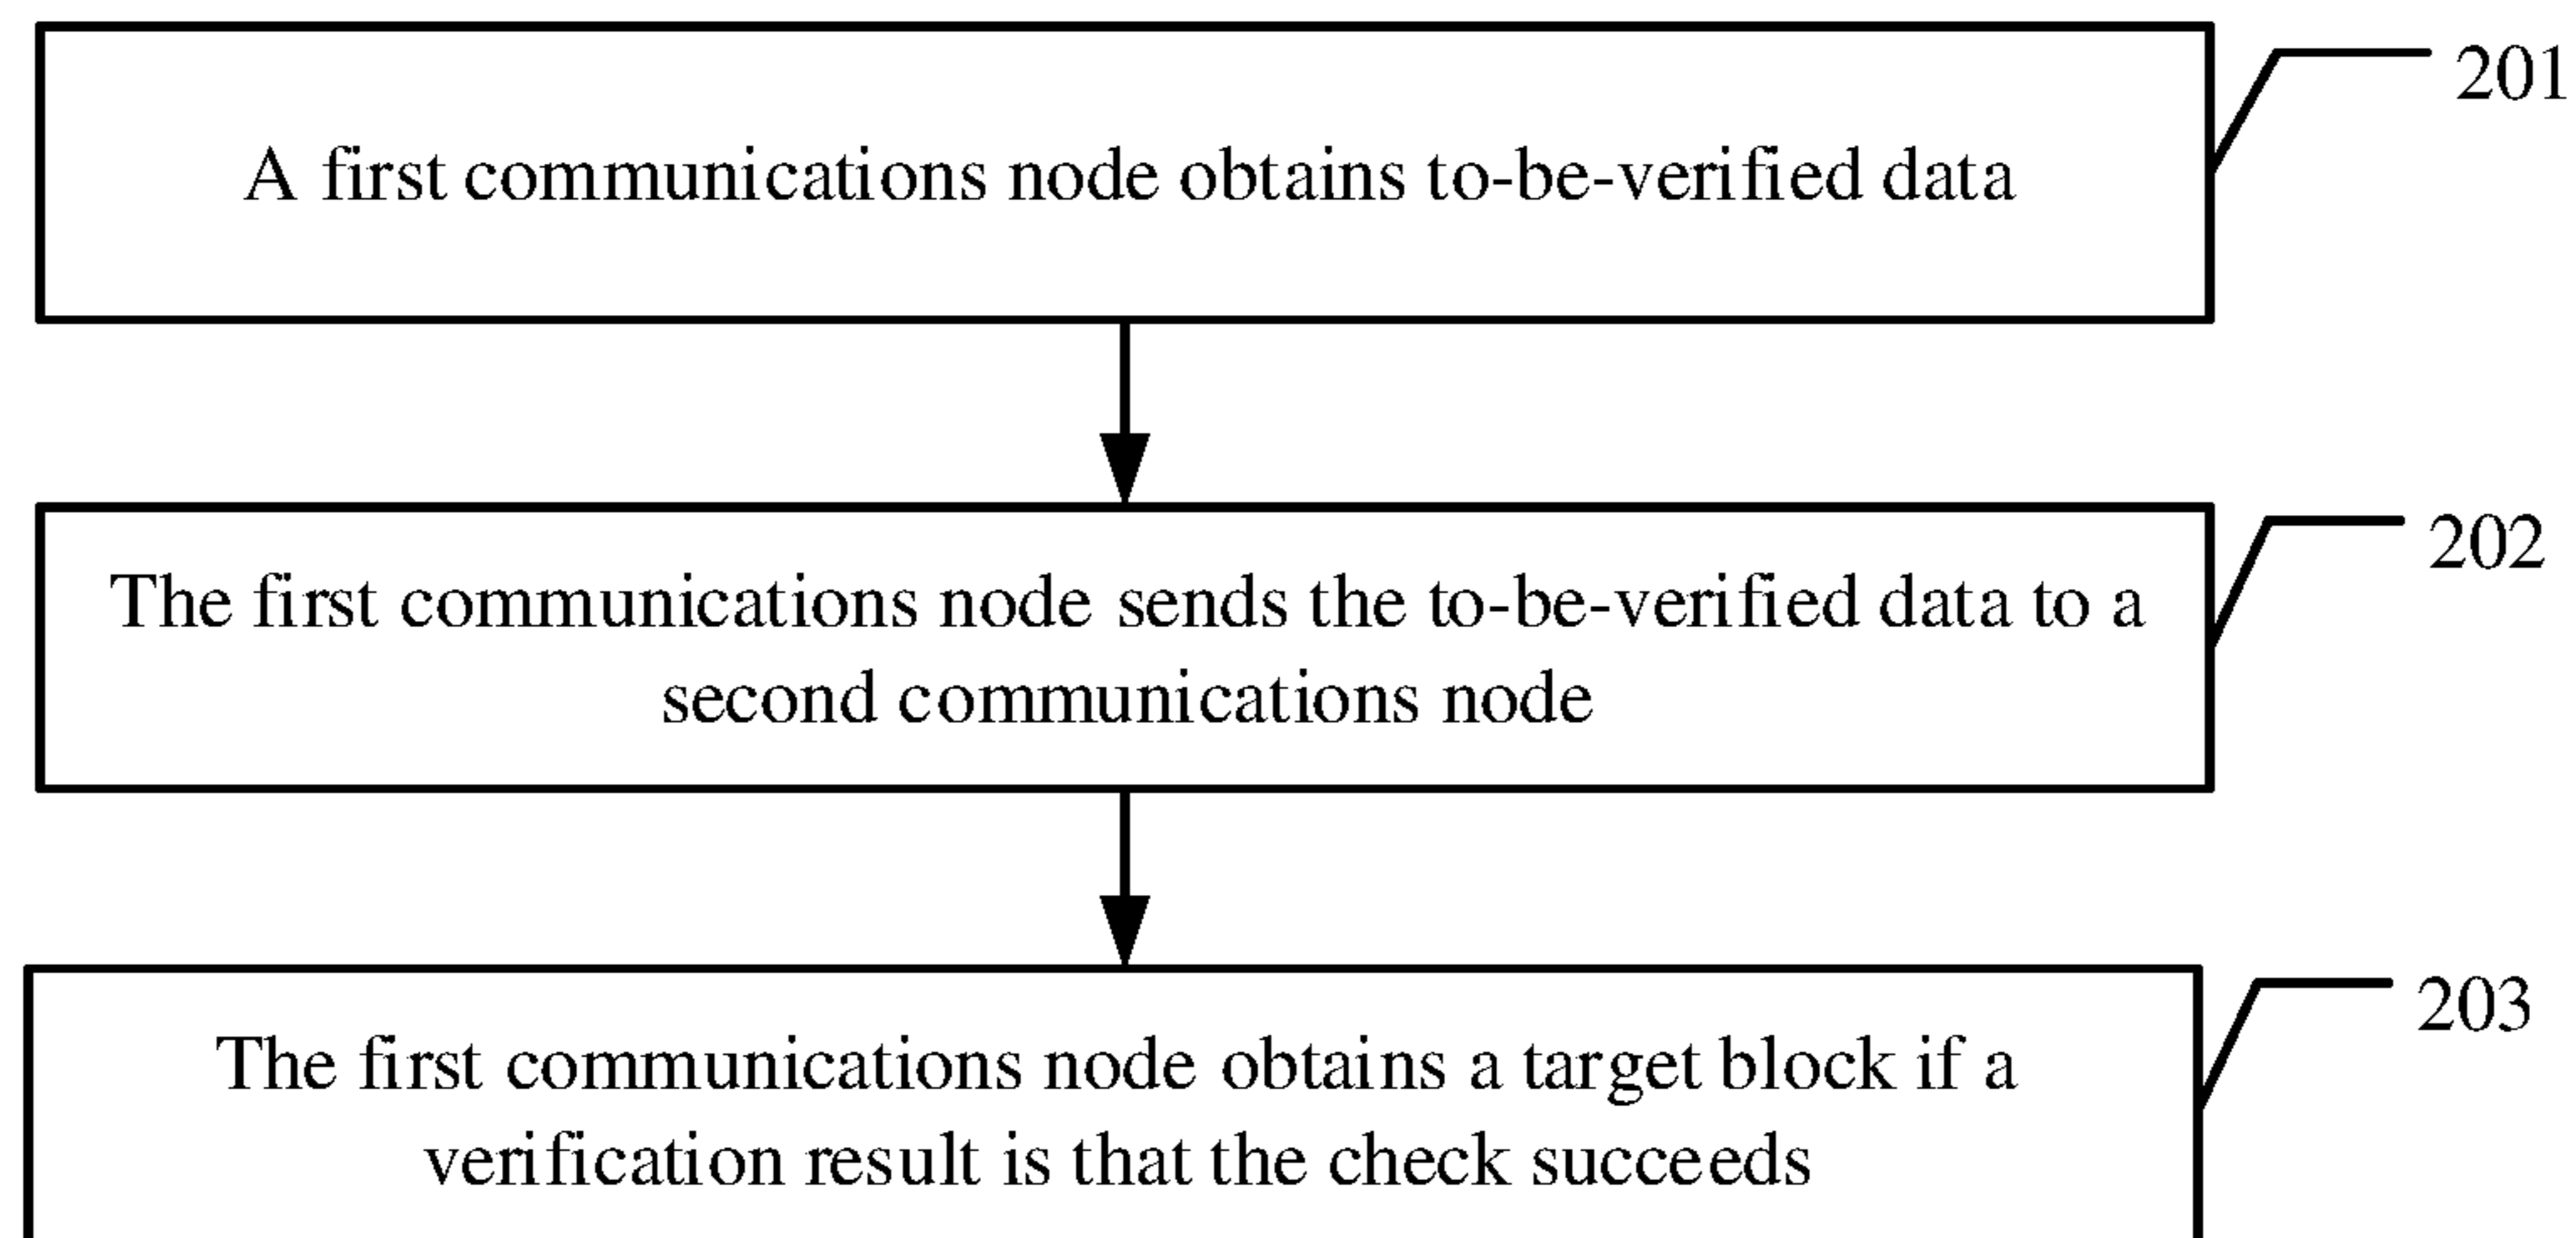 201
A first communications node obtains to-be-verified data
202
The first communications node sends the to-be-verified data to a
second communications node
203
The first communications node obtains a target block if a
verification result is that the check succeeds